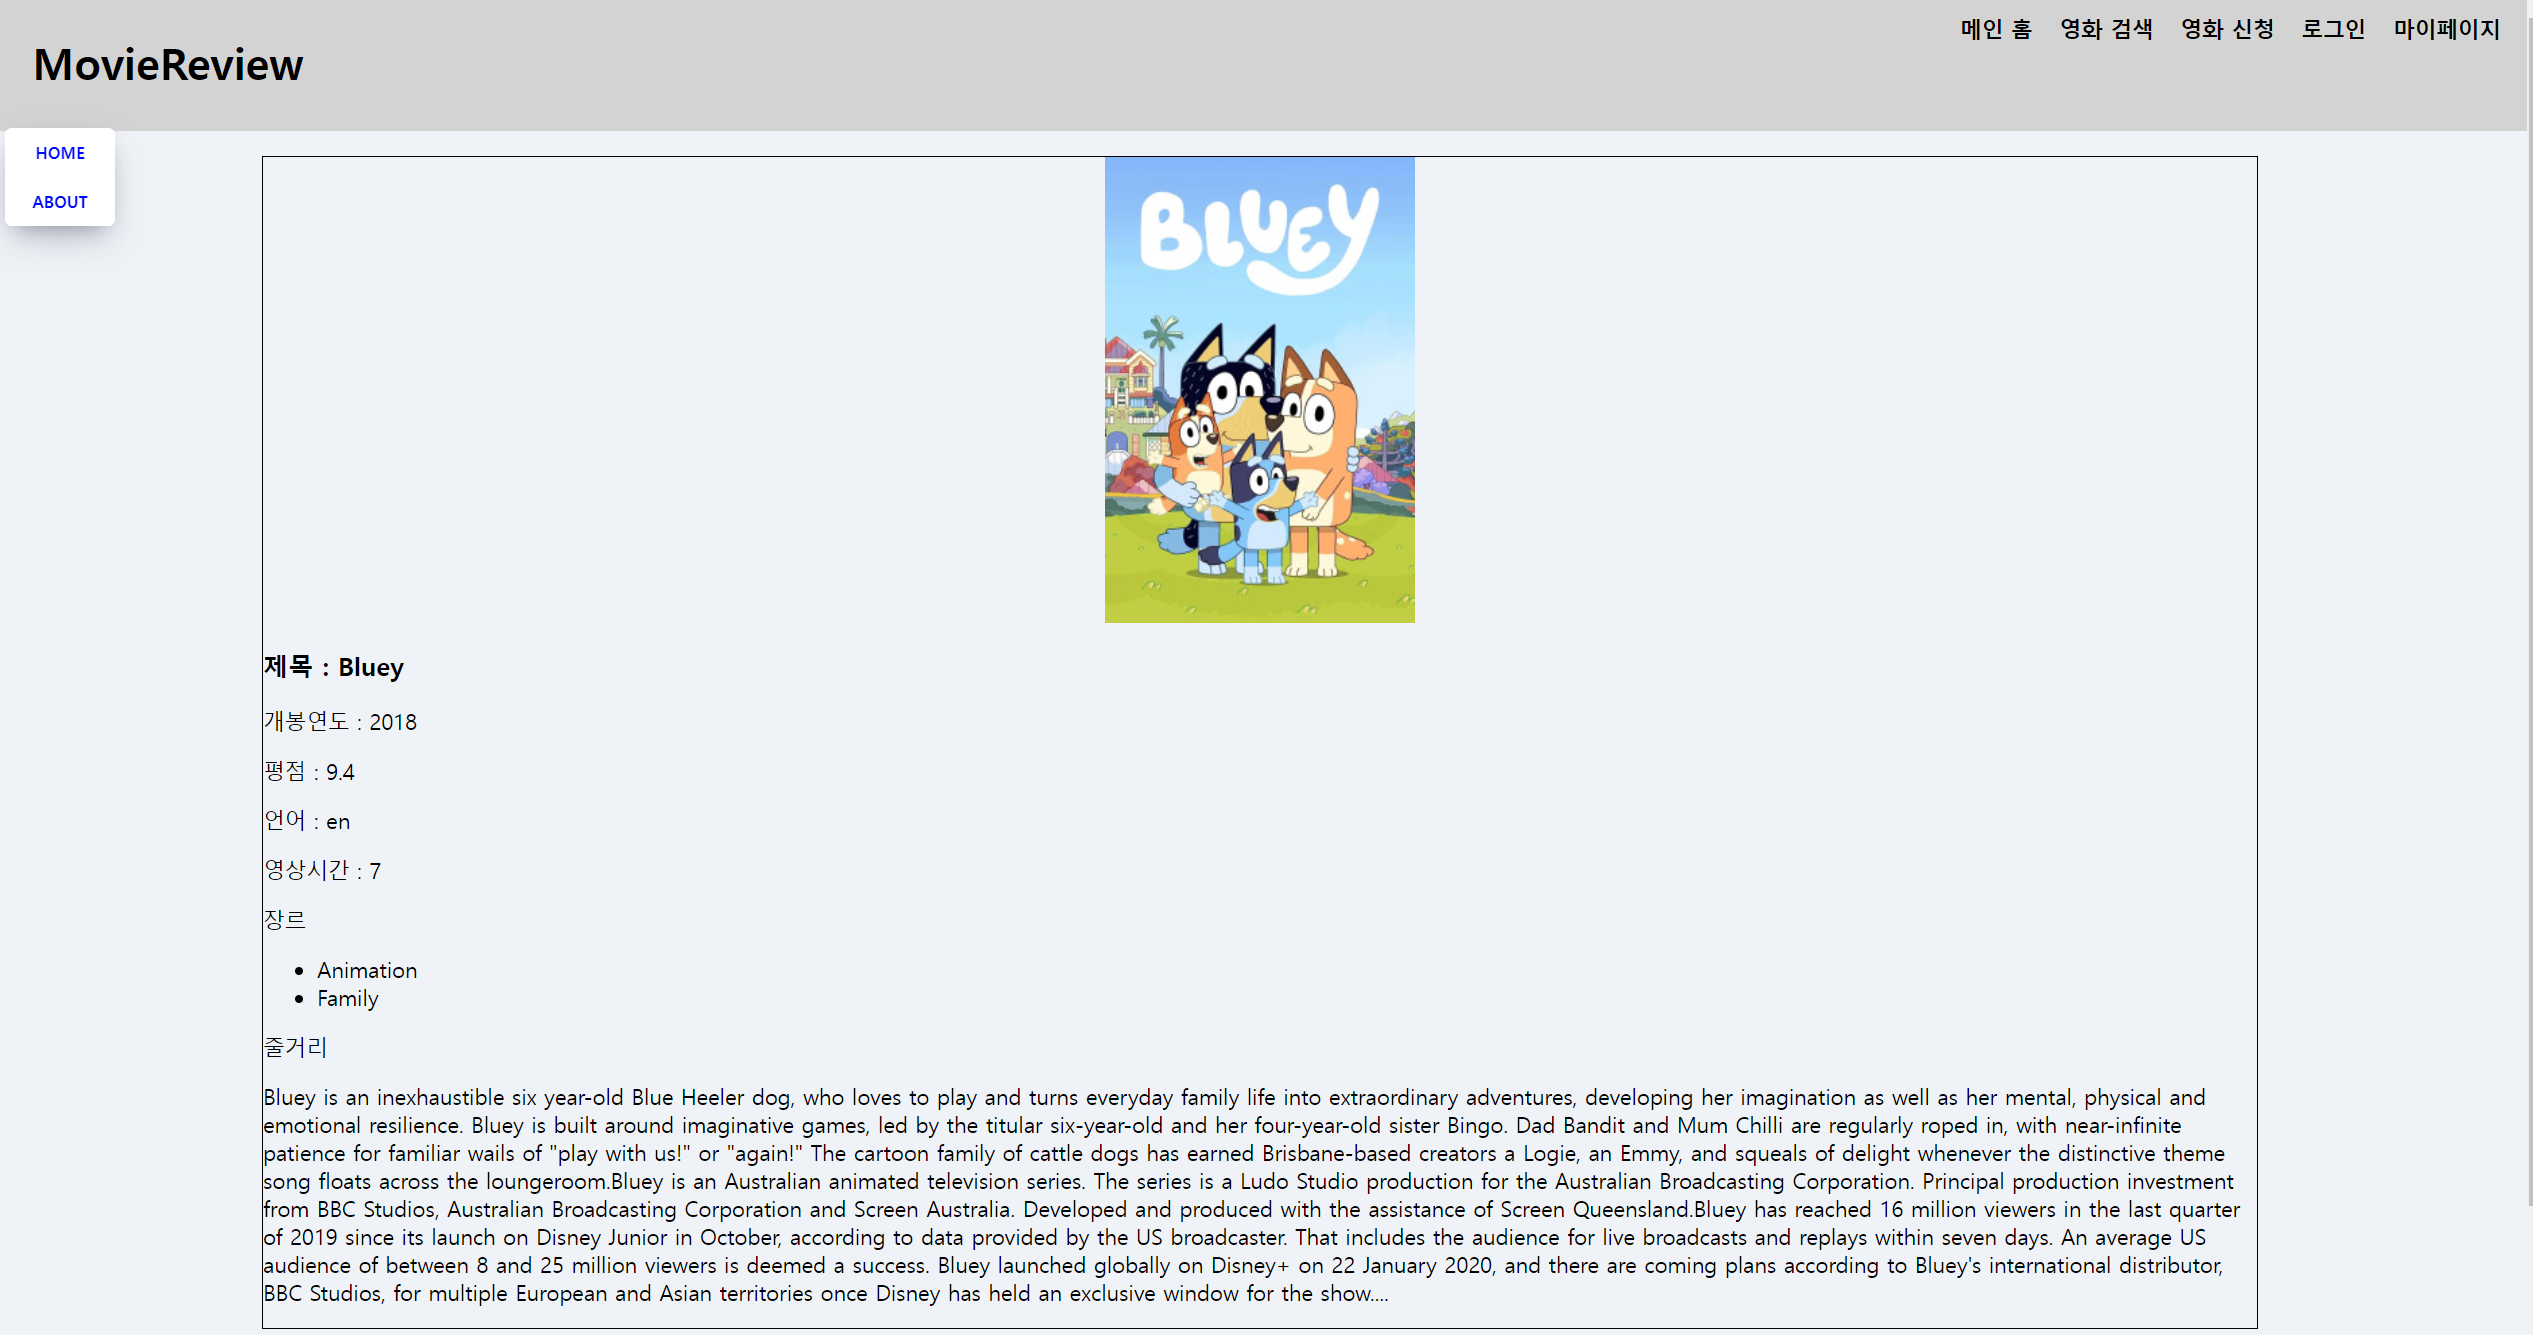 메인 홈 영화 검색 영화 신청 로그인 마이페이지
MovieReview
HOME
ABOUT
BLUEY
제목 : Bluey
개봉연도 : 2018
평점 : 9.4
언어 : en
영상시간 : 7
장르
• Animation
• Family
줄거리
Bluey is an inexhaustible six year-old Blue Heeler dog, who loves to play and turns everyday family life into extraordinary adventures, developing her imagination as well as her mental, physical and
emotional resilience. Bluey is built around imaginative games, led by the titular six-year-old and her four-year-old sister Bingo. Dad Bandit and Mum Chilli are regularly roped in, with near-infinite
patience for familiar wails of "play with us!" or "again!" The cartoon family of cattle dogs has earned Brisbane-based creators a Logie, an Emmy, and squeals of delight whenever the distinctive theme
song floats across the loungeroom.Bluey is an Australian animated television series. The series is a Ludo Studio production for the Australian Broadcasting Corporation. Principal production investment
from BBC Studios, Australian Broadcasting Corporation and Screen Australia. Developed and produced with the assistance of Screen Queensland.Bluey has reached 16 million viewers in the last quarter
of 2019 since its launch on Disney Junior in October, according to data provided by the US broadcaster. That includes the audience for live broadcasts and replays within seven days. An average US
audience of between 8 and 25 million viewers is deemed a success. Bluey launched globally on Disney+ on 22 January 2020, and there are coming plans according to Bluey's international distributor,
BBC Studios, for multiple European and Asian territories once Disney has held an exclusive window for the show....